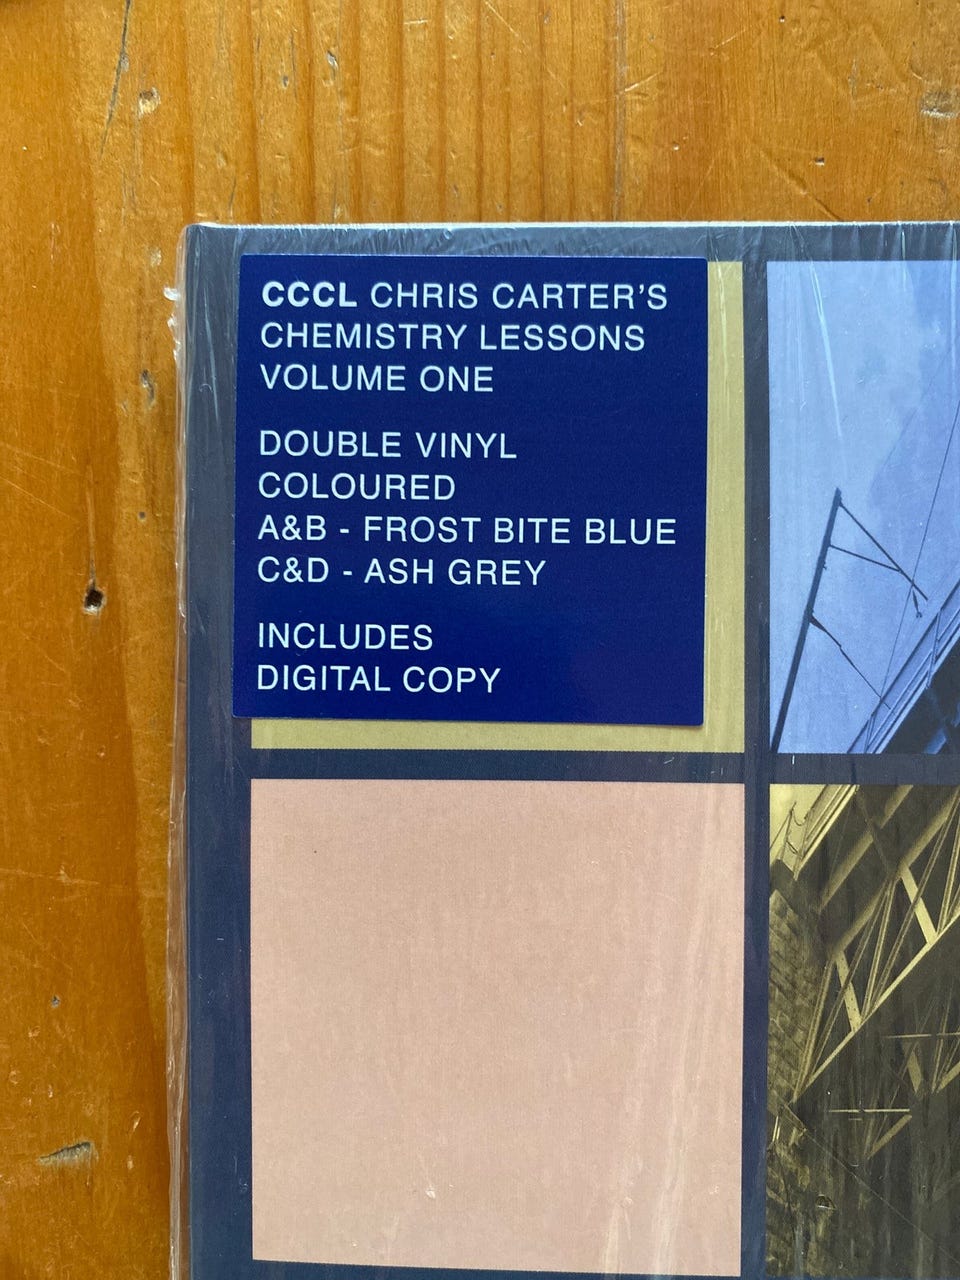 CCCL CHRIS CARTER'S
CHEMISTRY LESSONS
VOLUME ONE
DOUBLE VINYL
COLOURED
A&B - FROST BITE BLUE
C&D - ASH GREY
INCLUDES
DIGITAL COPY